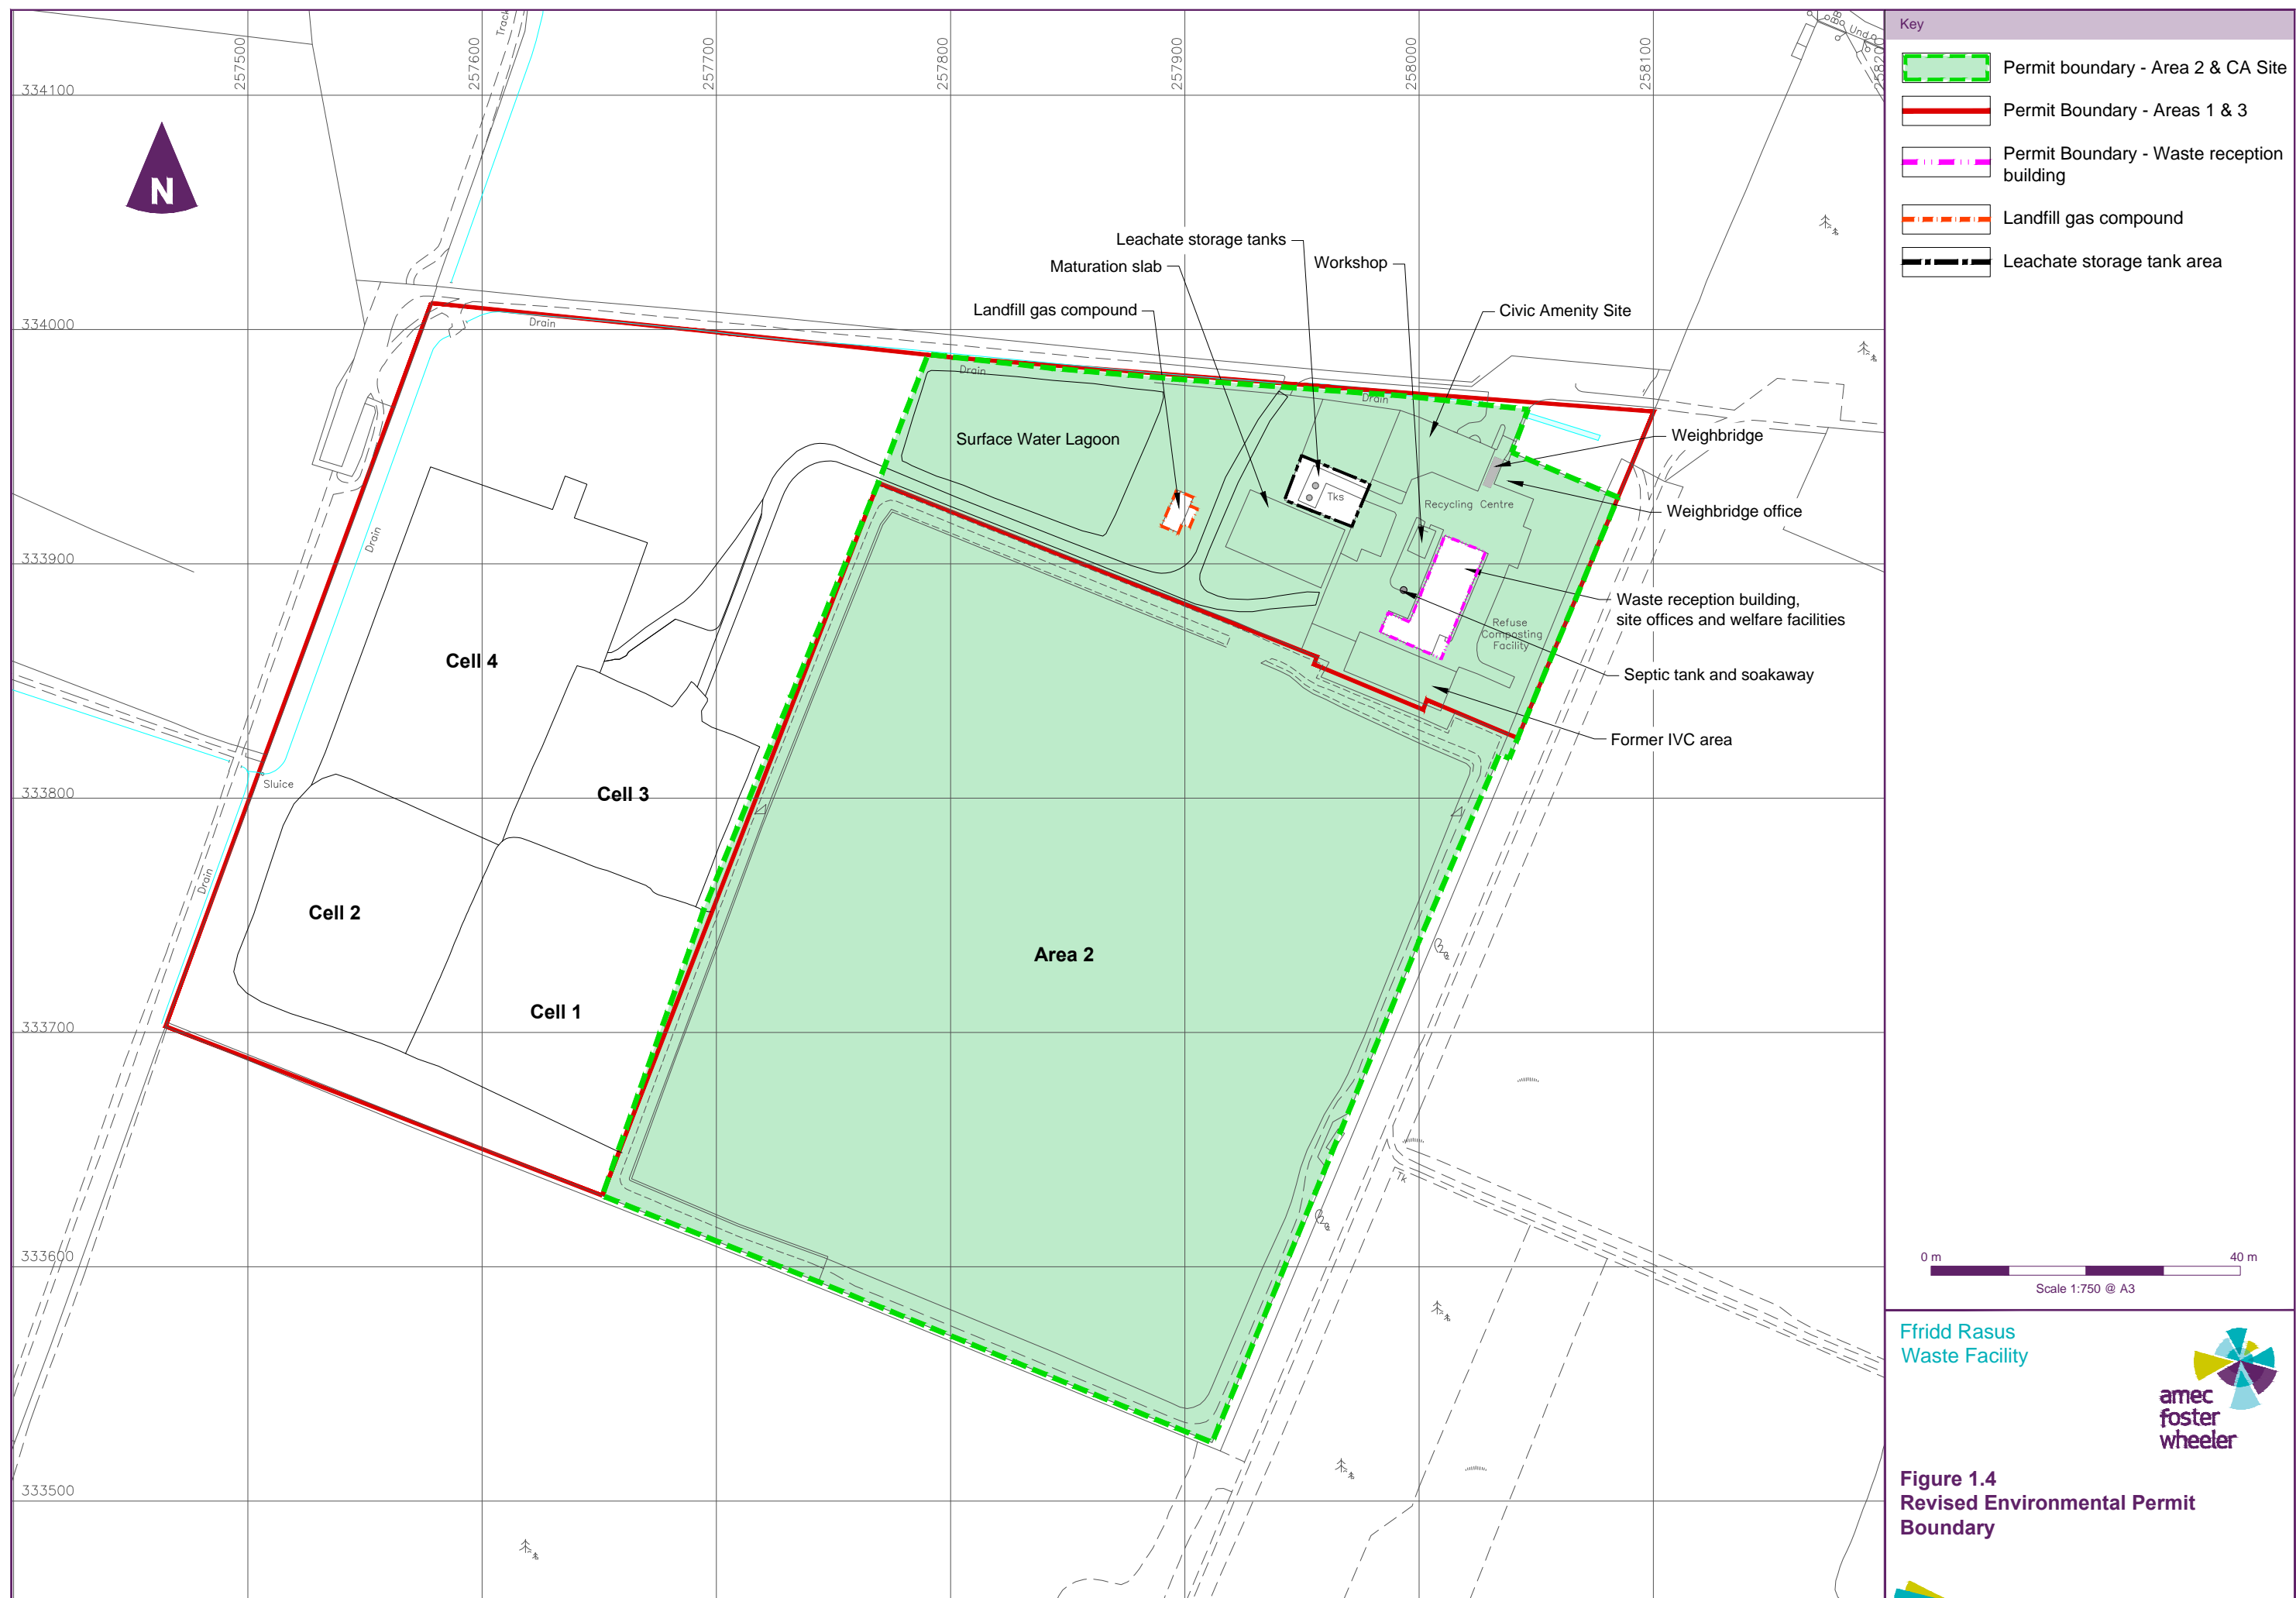 257500
257600
257700
257800
257900
258000
258100
258200
334100
334000
333900
333800
333700
333600
333500
Track
N
Und
Drain
Drain
Drain
Drain
Drain
Sluice
Leachate storage tanks
Maturation slab
Workshop
Landfill gas compound
Civic Amenity Site
Surface Water Lagoon
Weighbridge
Tks
Recycling Centre
Weighbridge office
Waste reception building,
site offices and welfare facilities
Refuse
Composting
Facility
Septic tank and soakaway
Former IVC area
Cell 4
Cell 3
Cell 2
Cell 1
Area 2
Tk
Key
Permit boundary - Area 2 & CA Site
Permit Boundary - Areas 1 & 3
Permit Boundary - Waste reception
building
Landfill gas compound
Leachate storage tank area
0 m
40 m
Scale 1:750 @ A3
Ffridd Rasus
Waste Facility
amec
foster
wheeler
Figure 1.4
Revised Environmental Permit
Boundary